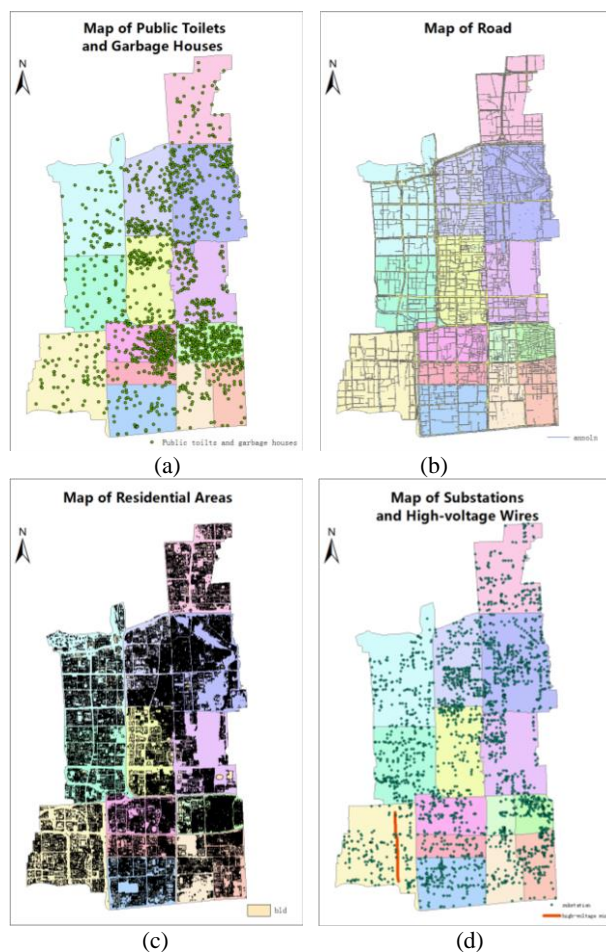 Map of Public Toilets
and Garbage Houses
N
Public toilts and garbage houses
(a)
Map of Road
N
(b)
Map of Residential Areas
N
bld
(c)
Map of Substations
and High-voltage Wires
N
substation
(d)